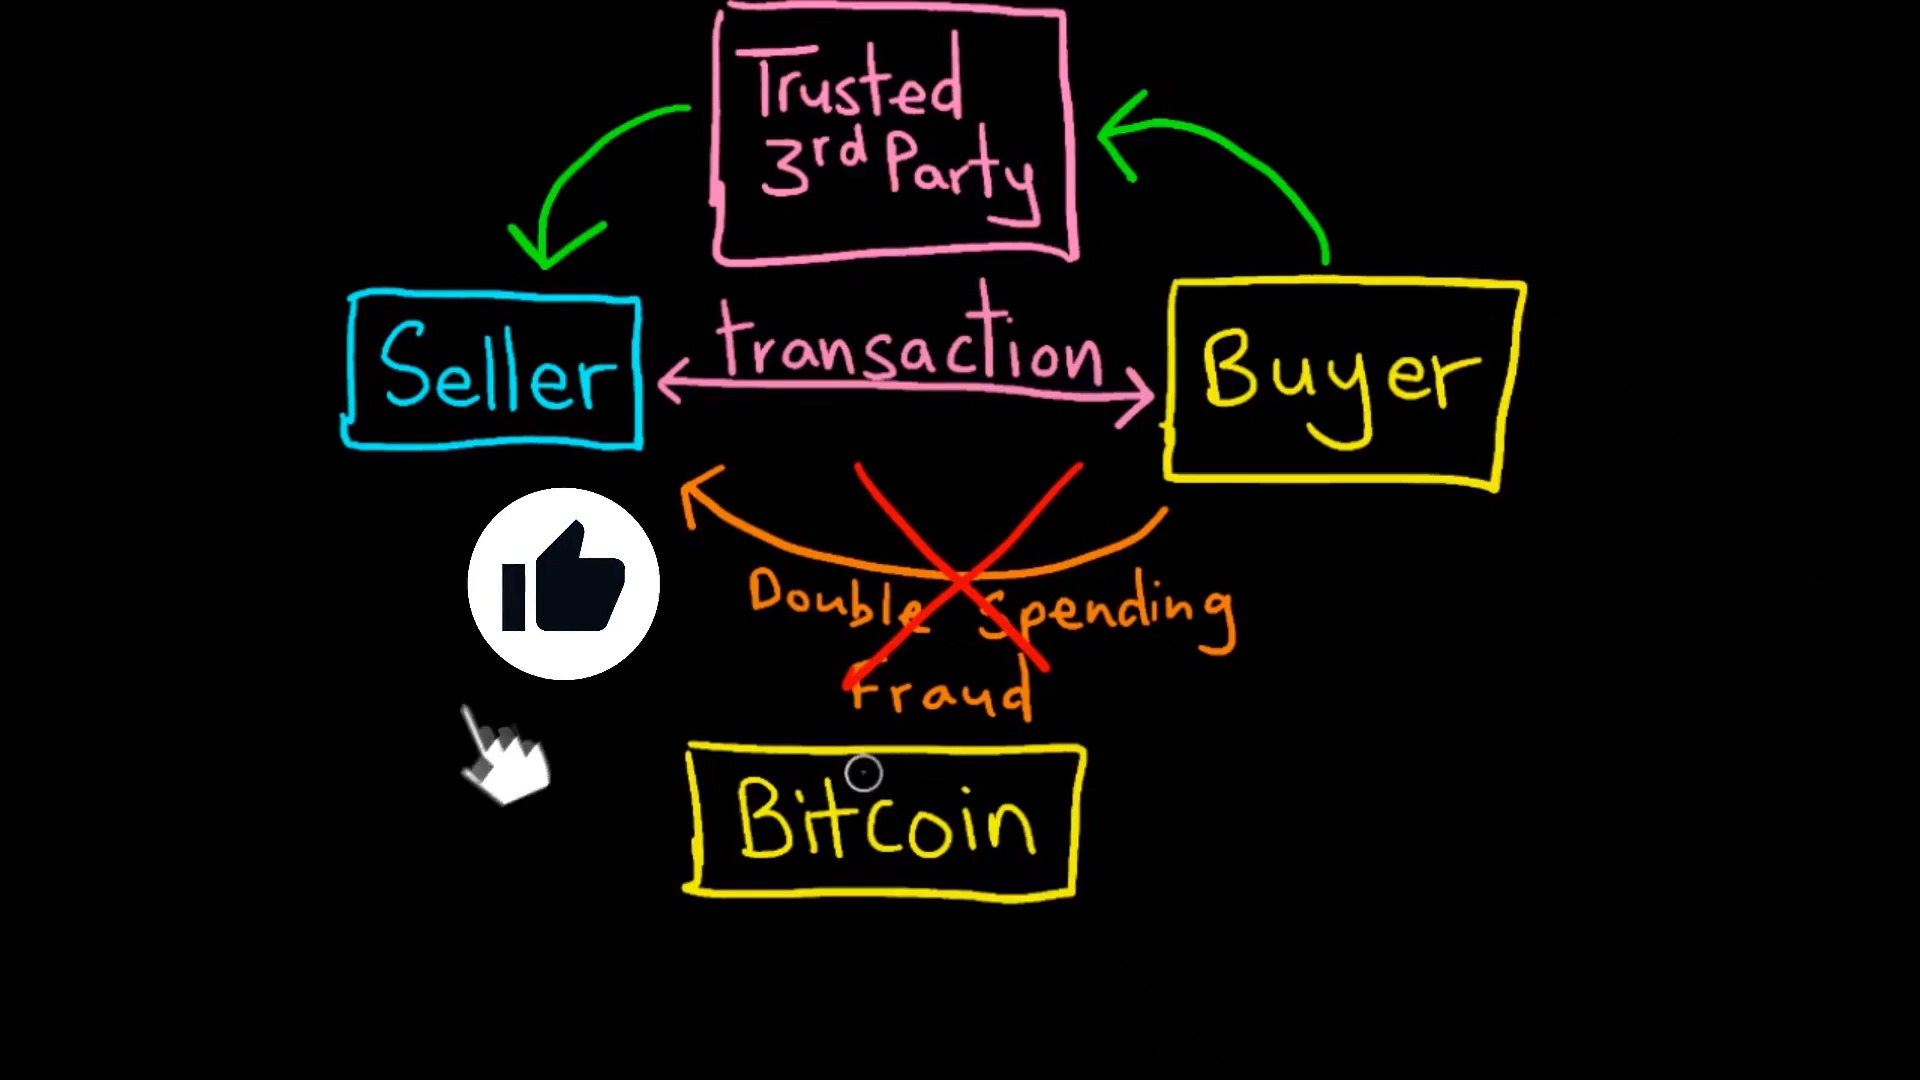 Trusted
3rd Party
transaction
Seller
Buyer
Double Spending
Fraud
Bitcoin